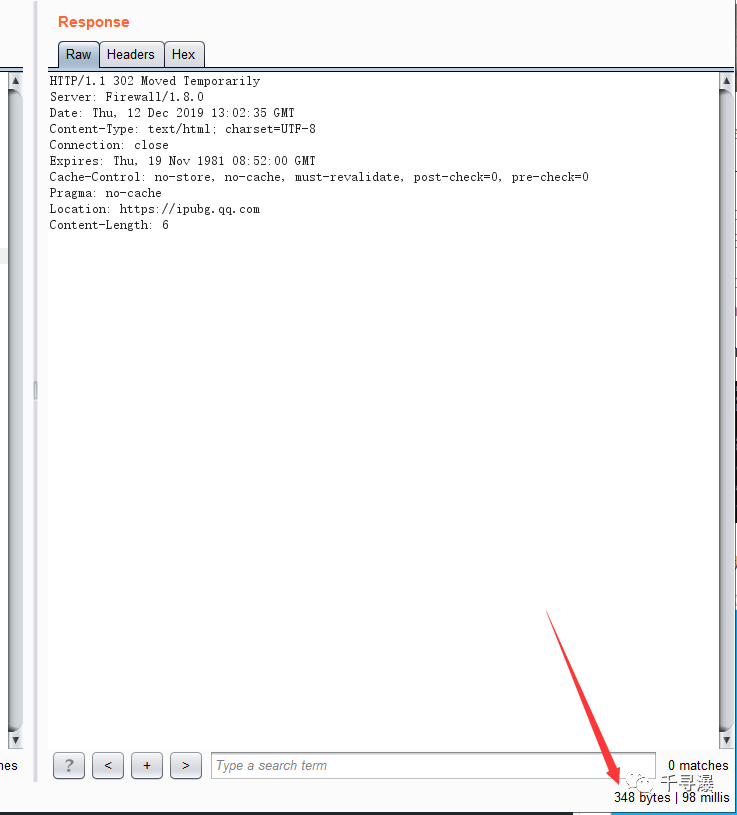 Response
Raw Headers Hex
HTTP/1.1 302 Moved Temporarily
Server: Firewall/1.8.0
Date: Thu, 12 Dec 2019 13:02:35 GMT
Content-Type: text/html; charset=UTF-8
Connection: close
Expires: Thu, 19 Nov 1981 08:52:00 GMT
Cache-Control: no-store, no-cache, must-revalidate, post-check=0, pre-check=0
Pragma: no-cache
Location: https://ipubg.qq.com
Content-Length: 6
hes ? < + > Type a search term 0 matches
千寻瀑
348 bytes | 98 millis